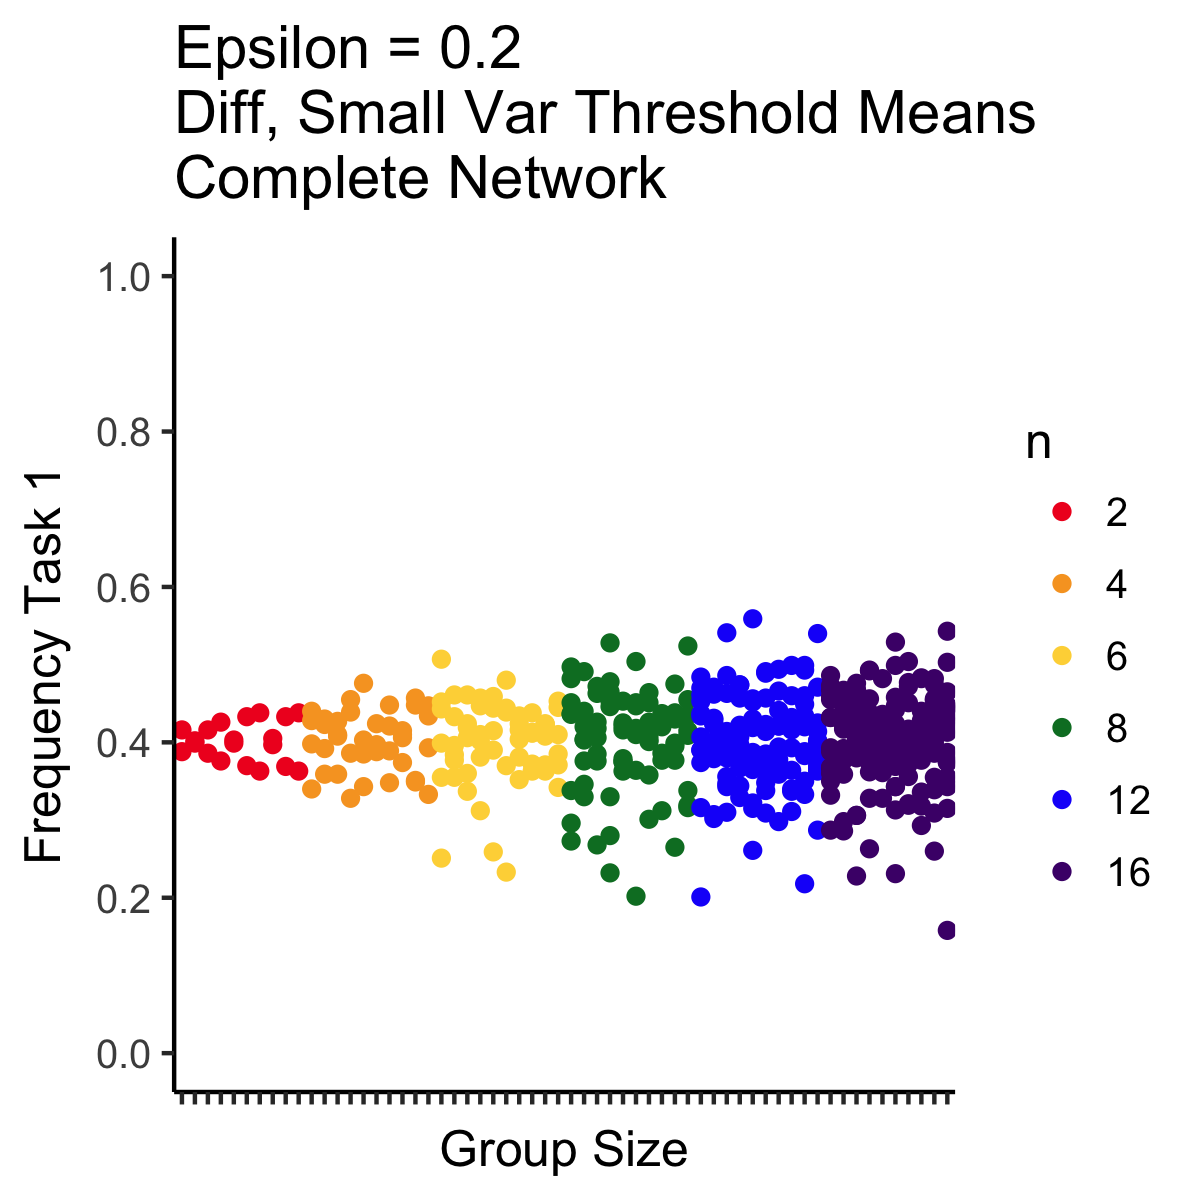 Epsilon = 0.2
Diff, Small Var Threshold Means
Complete Network
1.0
0.8
0.6
0.4
0.2
0.0
Frequency Task 1
Group Size
n
2
4
6
8
12
16